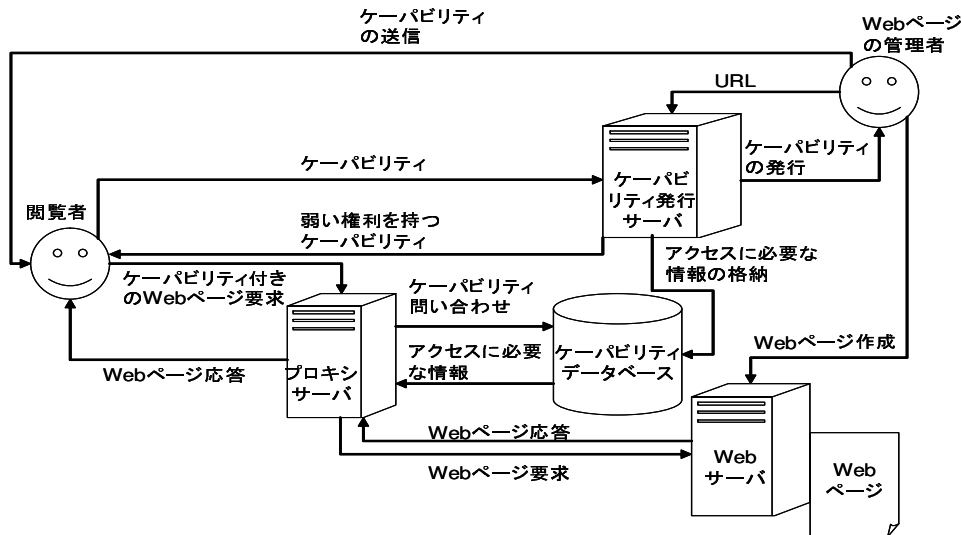 ケーパビリティ
の送信
Webページ
の管理者
URL
ケーパビリティ
ケーパビリティ
の発行
ケーパビ
リティ発行
サーバ
閲覧者
弱い権利を持つ
ケーパビリティ
アクセスに必要な
情報の格納
ケーパビリティ付き
のWebページ要求
ケーパビリティ
問い合わせ
Webページ作成
アクセスに必要
な情報
ケーパビリティ
データベース
Webページ応答
プロキシ
サーバ
Webページ応答
Webページ要求
Web
サーバ
Web
ページ